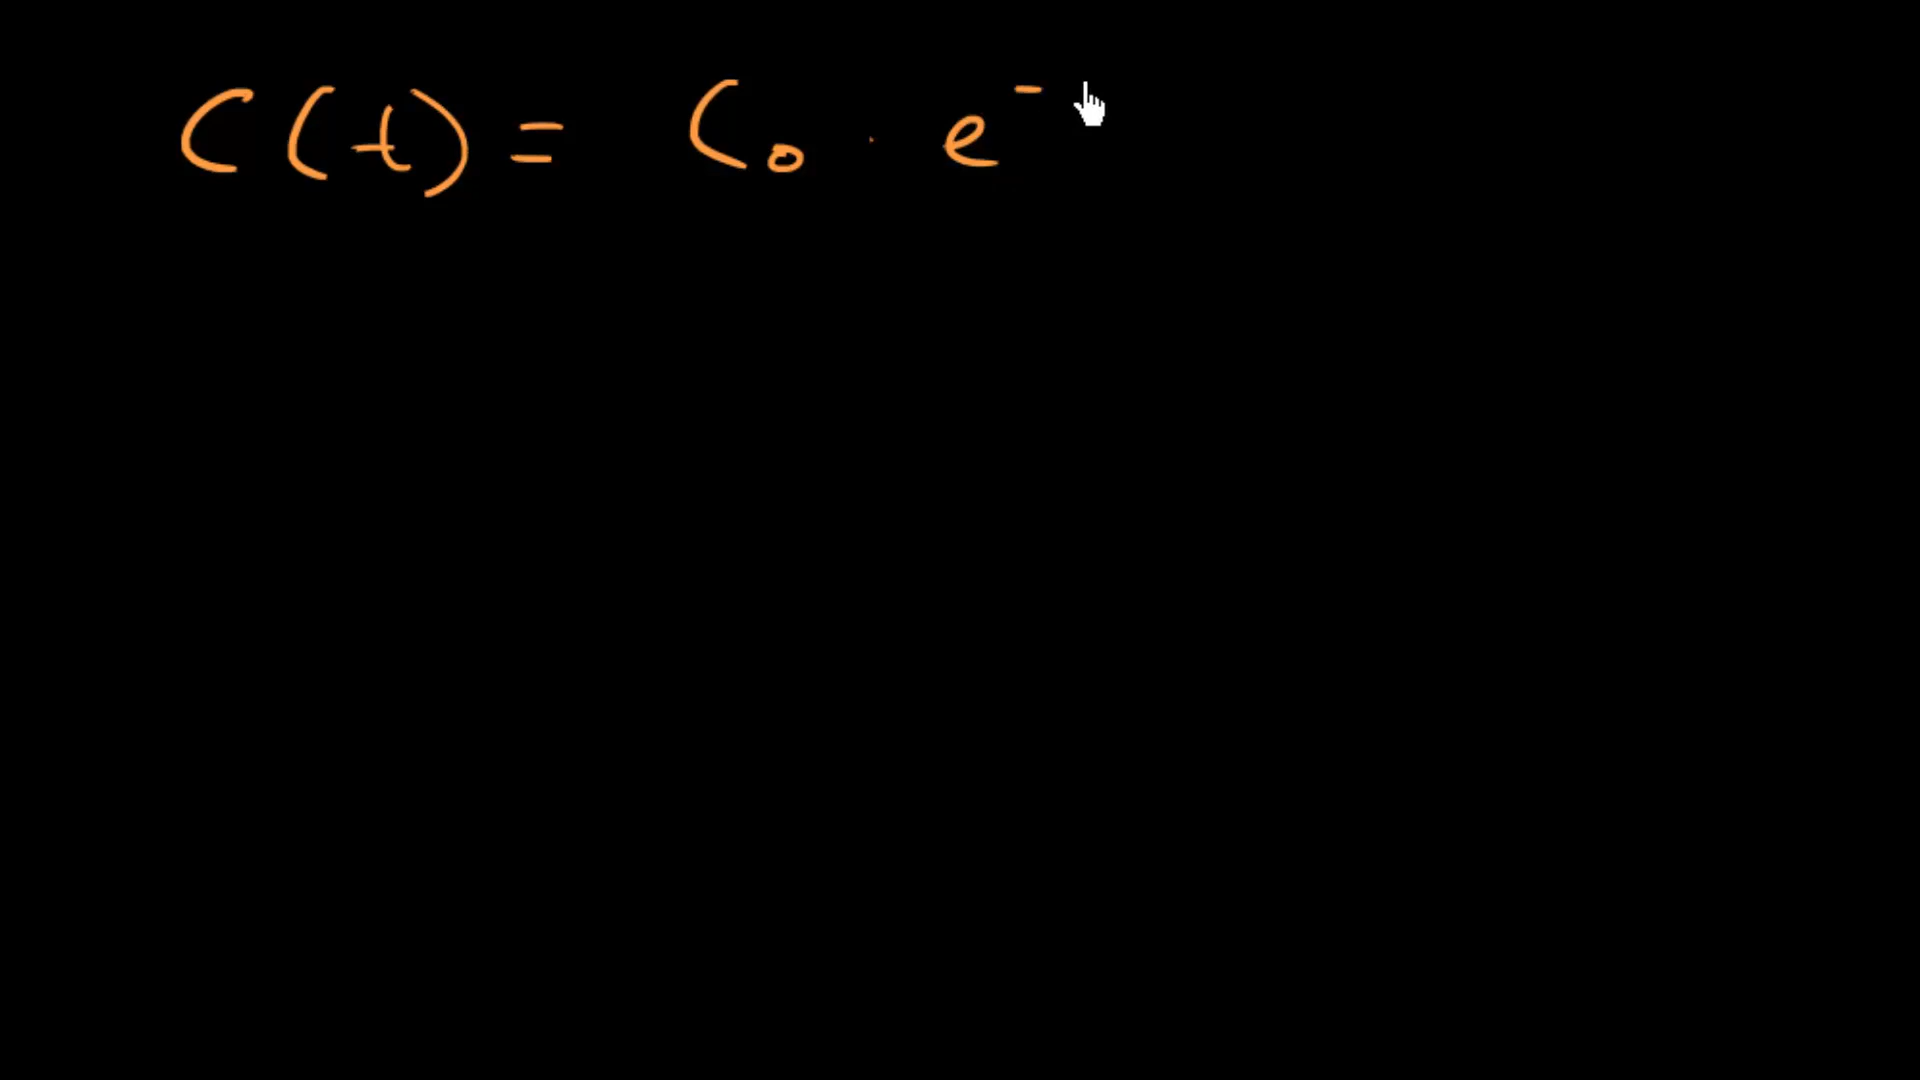 C(t) = C₀ · e⁻